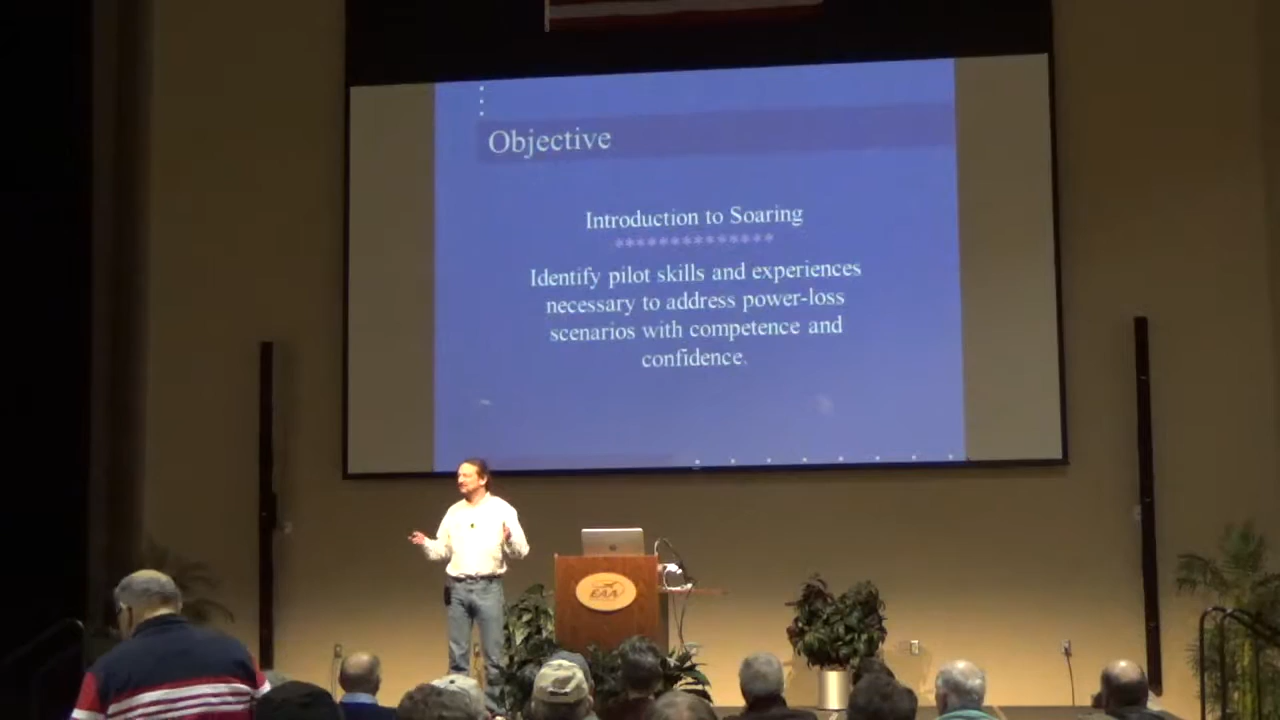 Objective
Introduction to Soaring
**************
Identify pilot skills and experiences
necessary to address power-loss
scenarios with competence and
confidence.
EAA